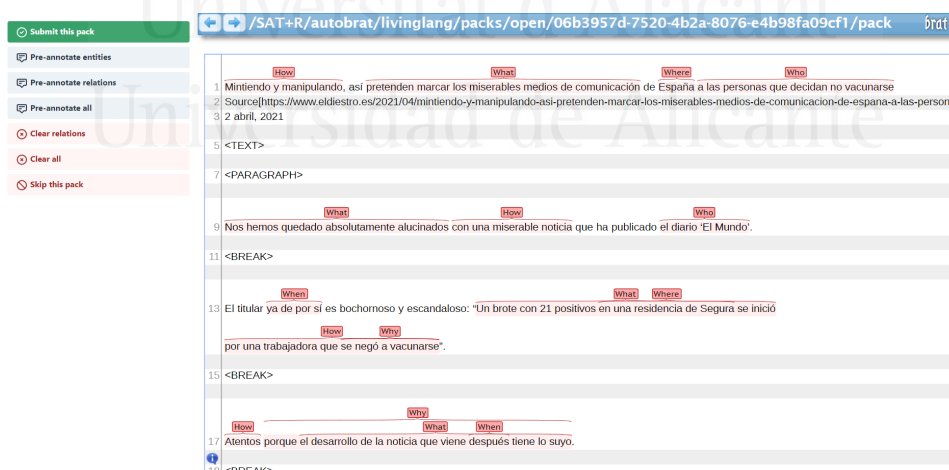 /SAT+R/autobrat/livinglang/packs/open/06b3957d-7520-4b2a-8076-e4b98fa09cf1/pack brat
Submit this pack
Pre-annotate entities
Pre-annotate relations
Pre-annotate all
Clear relations
Clear all
Skip this pack
Universidad de Alicante
How What Where Who
1 Mintiendo y manipulando, así pretenden marcar los miserables medios de comunicación de España a las personas que decidan no vacunarse
2 Source[https://www.eldiestro.es/2021/04/mintiendo-y-manipulando-asi-pretenden-marcar-los-miserables-medios-de-comunicacion-de-espana-a-las-person
3 2 abril, 2021
5 <TEXT>
7 <PARAGRAPH>
What How Who
9 Nos hemos quedado absolutamente alucinados con una miserable noticia que ha publicado el diario ‘El Mundo’.
11 <BREAK>
When What Where
13 El titular ya de por sí es bochornoso y escandaloso: “Un brote con 21 positivos en una residencia de Segura se inició
How Why
por una trabajadora que se negó a vacunarse”.
15 <BREAK>
Why
How What When
17 Atentos porque el desarrollo de la noticia que viene después tiene lo suyo.
19 <BREAK>